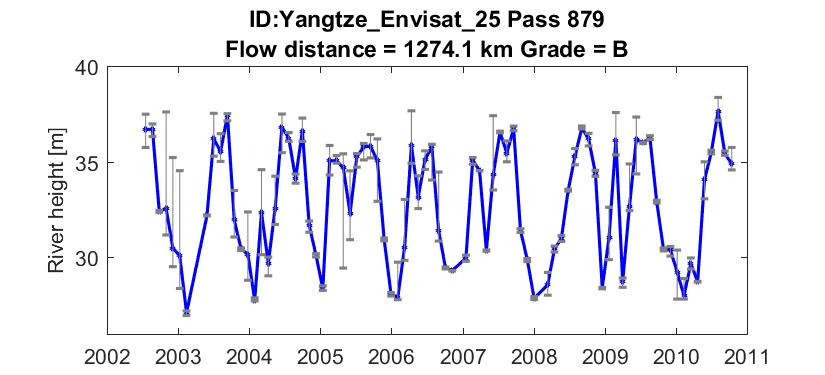 ID:Yangtze_Envisat_25 Pass 879
Flow distance = 1274.1 km Grade = B
River height [m]
40
35
30
2002 2003 2004 2005 2006 2007 2008 2009 2010 2011